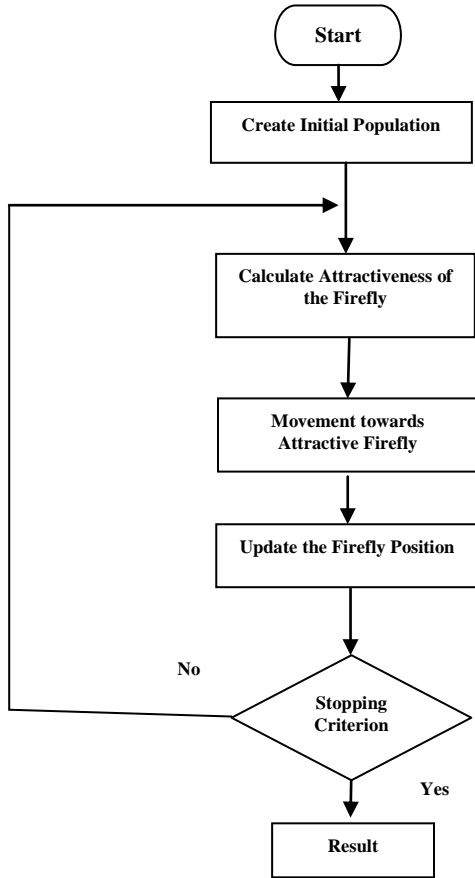 Start
Create Initial Population
Calculate Attractiveness of
the Firefly
Movement towards
Attractive Firefly
Update the Firefly Position
No
Stopping
Criterion
Yes
Result